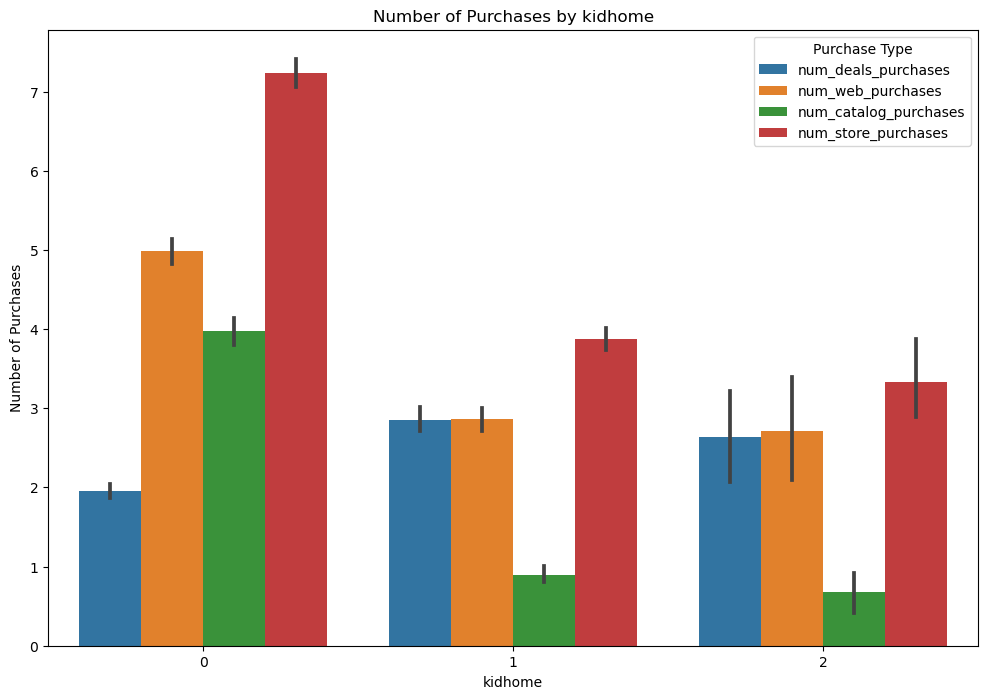 Number of Purchases by kidhome
Purchase Type
num_deals_purchases
num_web_purchases
num_catalog_purchases
num_store_purchases
Number of Purchases
7
6
5
4
3
2
1
0
0 1 2
kidhome